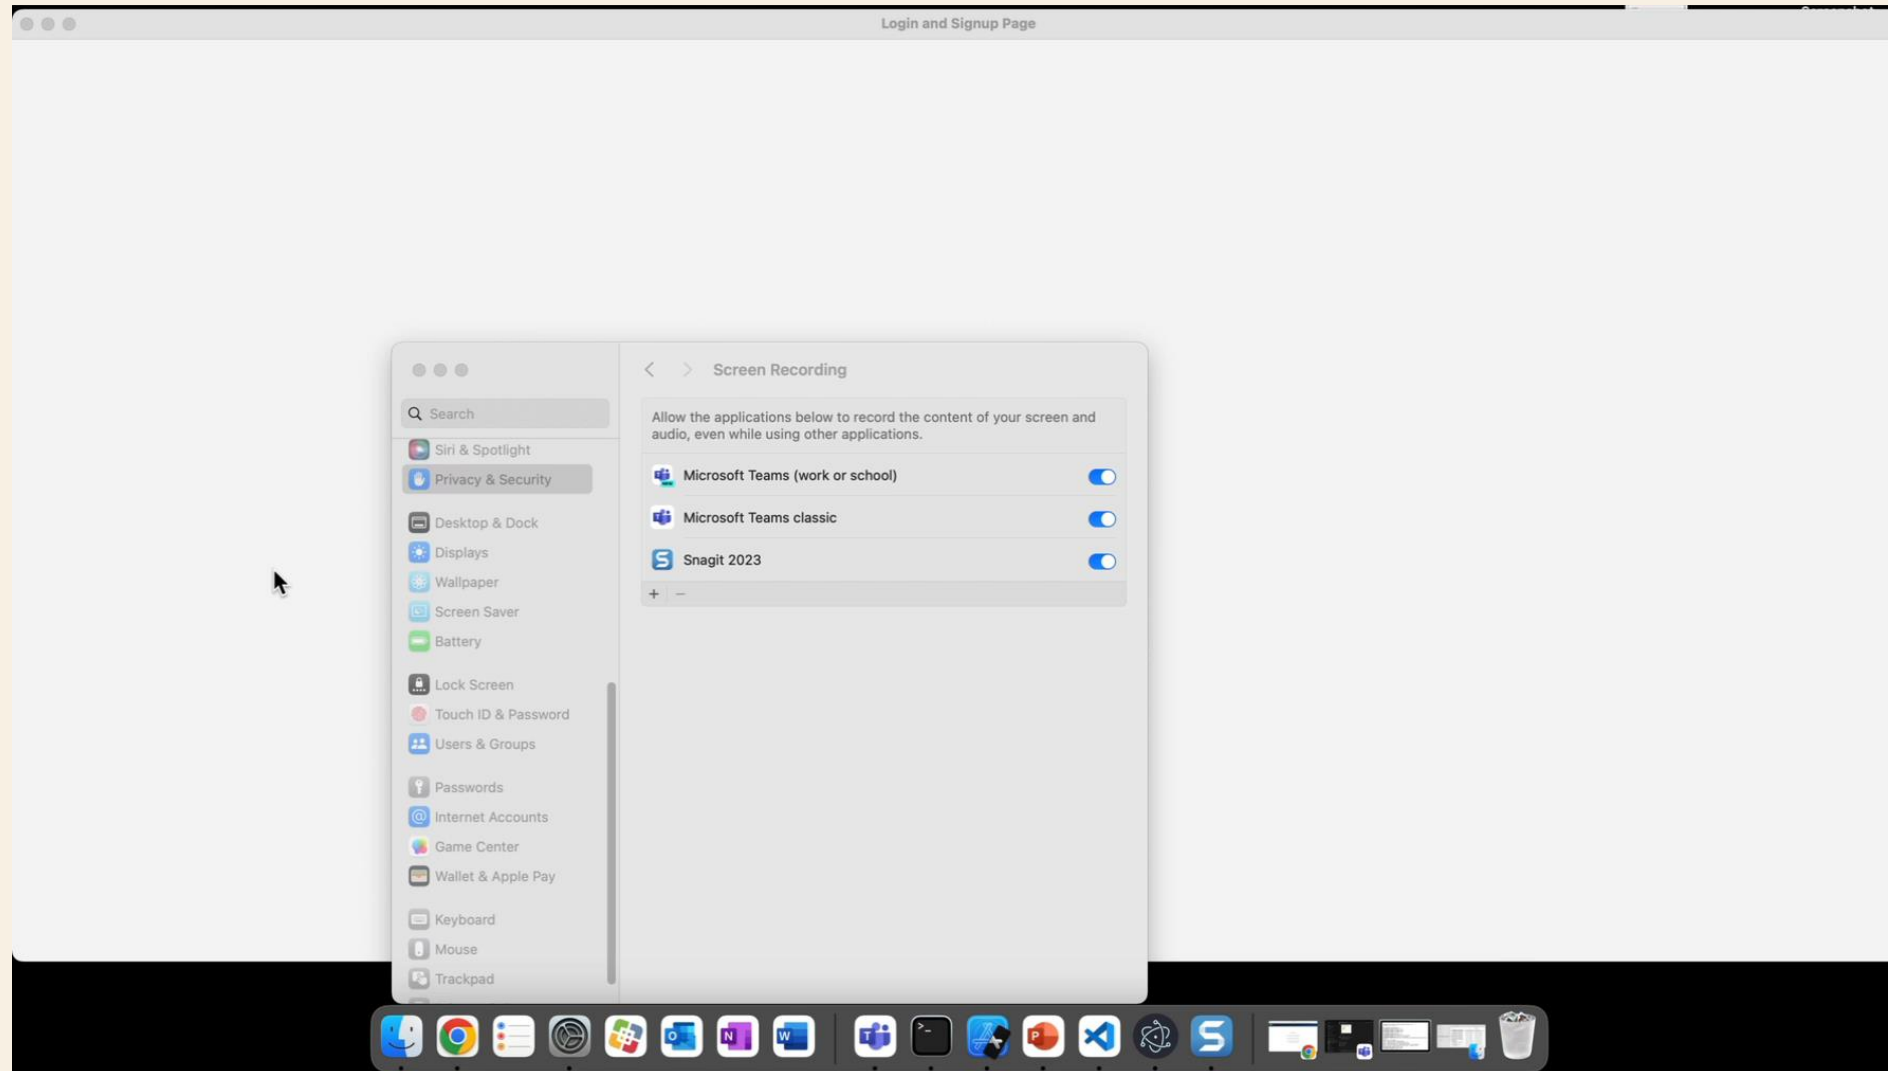 Login and Signup Page
Screen Recording
Search
Allow the applications below to record the content of your screen and
audio, even while using other applications.
Siri & Spotlight
Privacy & Security
Desktop & Dock
Displays
Wallpaper
Screen Saver
Battery
Lock Screen
Touch ID & Password
Users & Groups
Passwords
Internet Accounts
Game Center
Wallet & Apple Pay
Keyboard
Mouse
Trackpad
Microsoft Teams (work or school)
Microsoft Teams classic
Snagit 2023